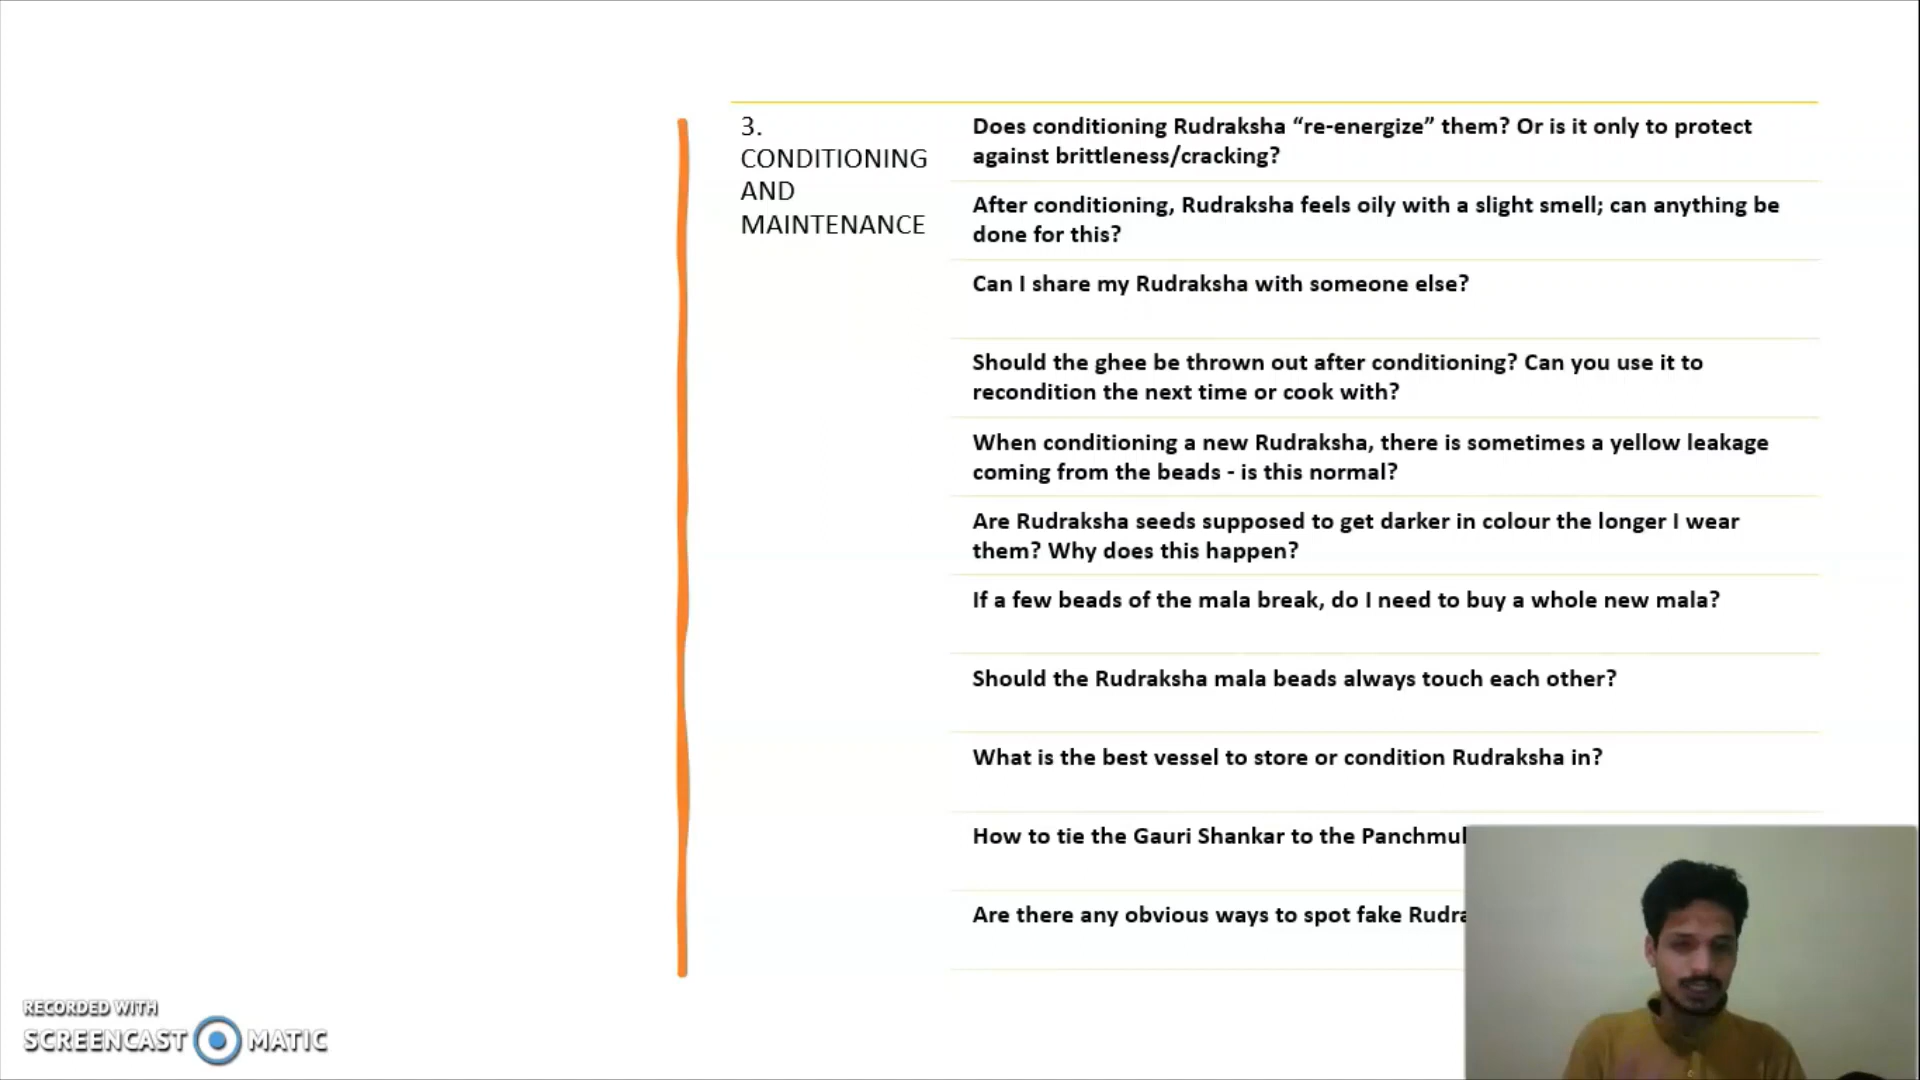 3.
CONDITIONING
AND
MAINTENANCE
Does conditioning Rudraksha “re-energize” them? Or is it only to protect
against brittleness/cracking?
After conditioning, Rudraksha feels oily with a slight smell; can anything be
done for this?
Can I share my Rudraksha with someone else?
Should the ghee be thrown out after conditioning? Can you use it to
recondition the next time or cook with?
When conditioning a new Rudraksha, there is sometimes a yellow leakage
coming from the beads - is this normal?
Are Rudraksha seeds supposed to get darker in colour the longer I wear
them? Why does this happen?
If a few beads of the mala break, do I need to buy a whole new mala?
Should the Rudraksha mala beads always touch each other?
What is the best vessel to store or condition Rudraksha in?
How to tie the Gauri Shankar to the
Are there any obvious ways to spot fake
RECORDED WITH
SCREENCAST MATIC